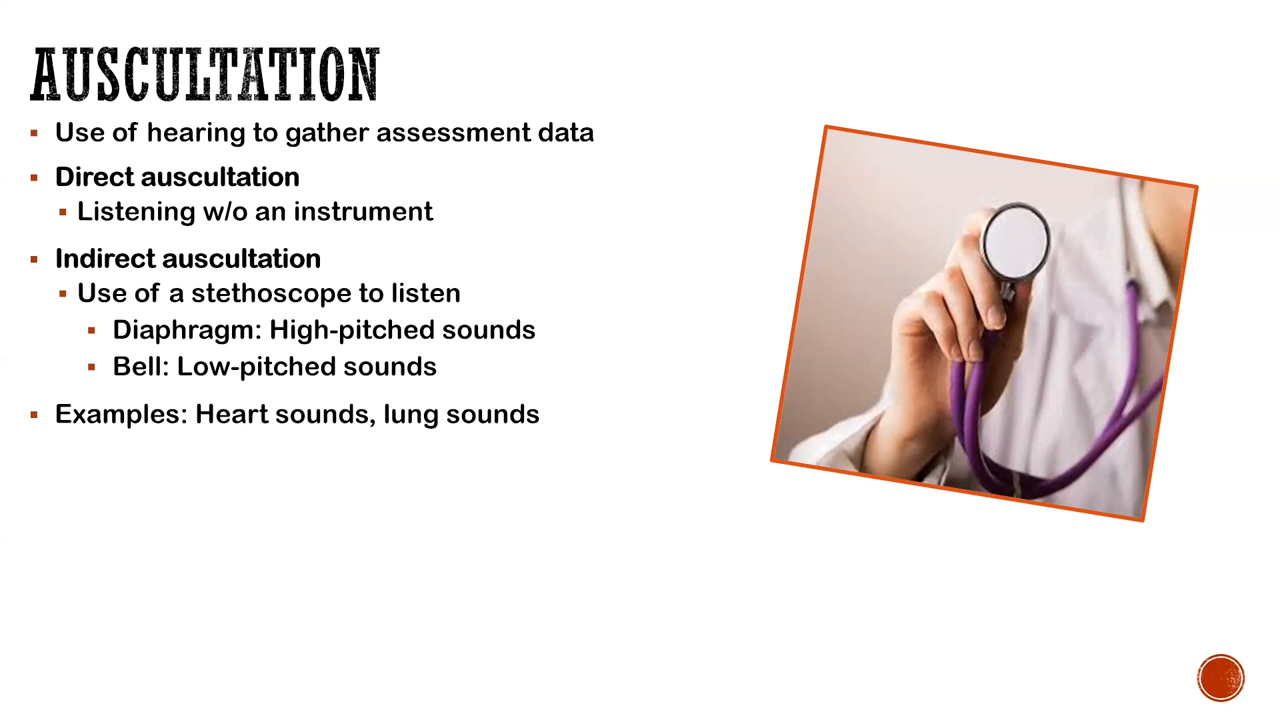 AUSCULTATION
Use of hearing to gather assessment data
Direct auscultation
Listening w/o an instrument
Indirect auscultation
Use of a stethoscope to listen
Diaphragm: High-pitched sounds
Bell: Low-pitched sounds
Examples: Heart sounds, lung sounds